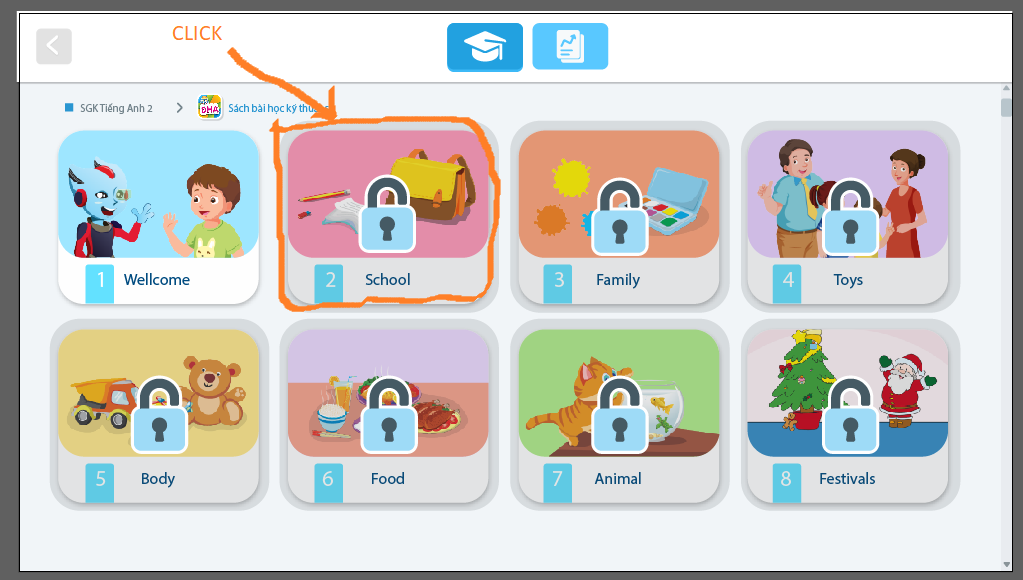 CLICK
SGK Tiếng Anh 2
ĐHA
Sách bài học kỹ
1 Wellcome
2 School
3 Family
4 Toys
5 Body
6 Food
7 Animal
8 Festivals